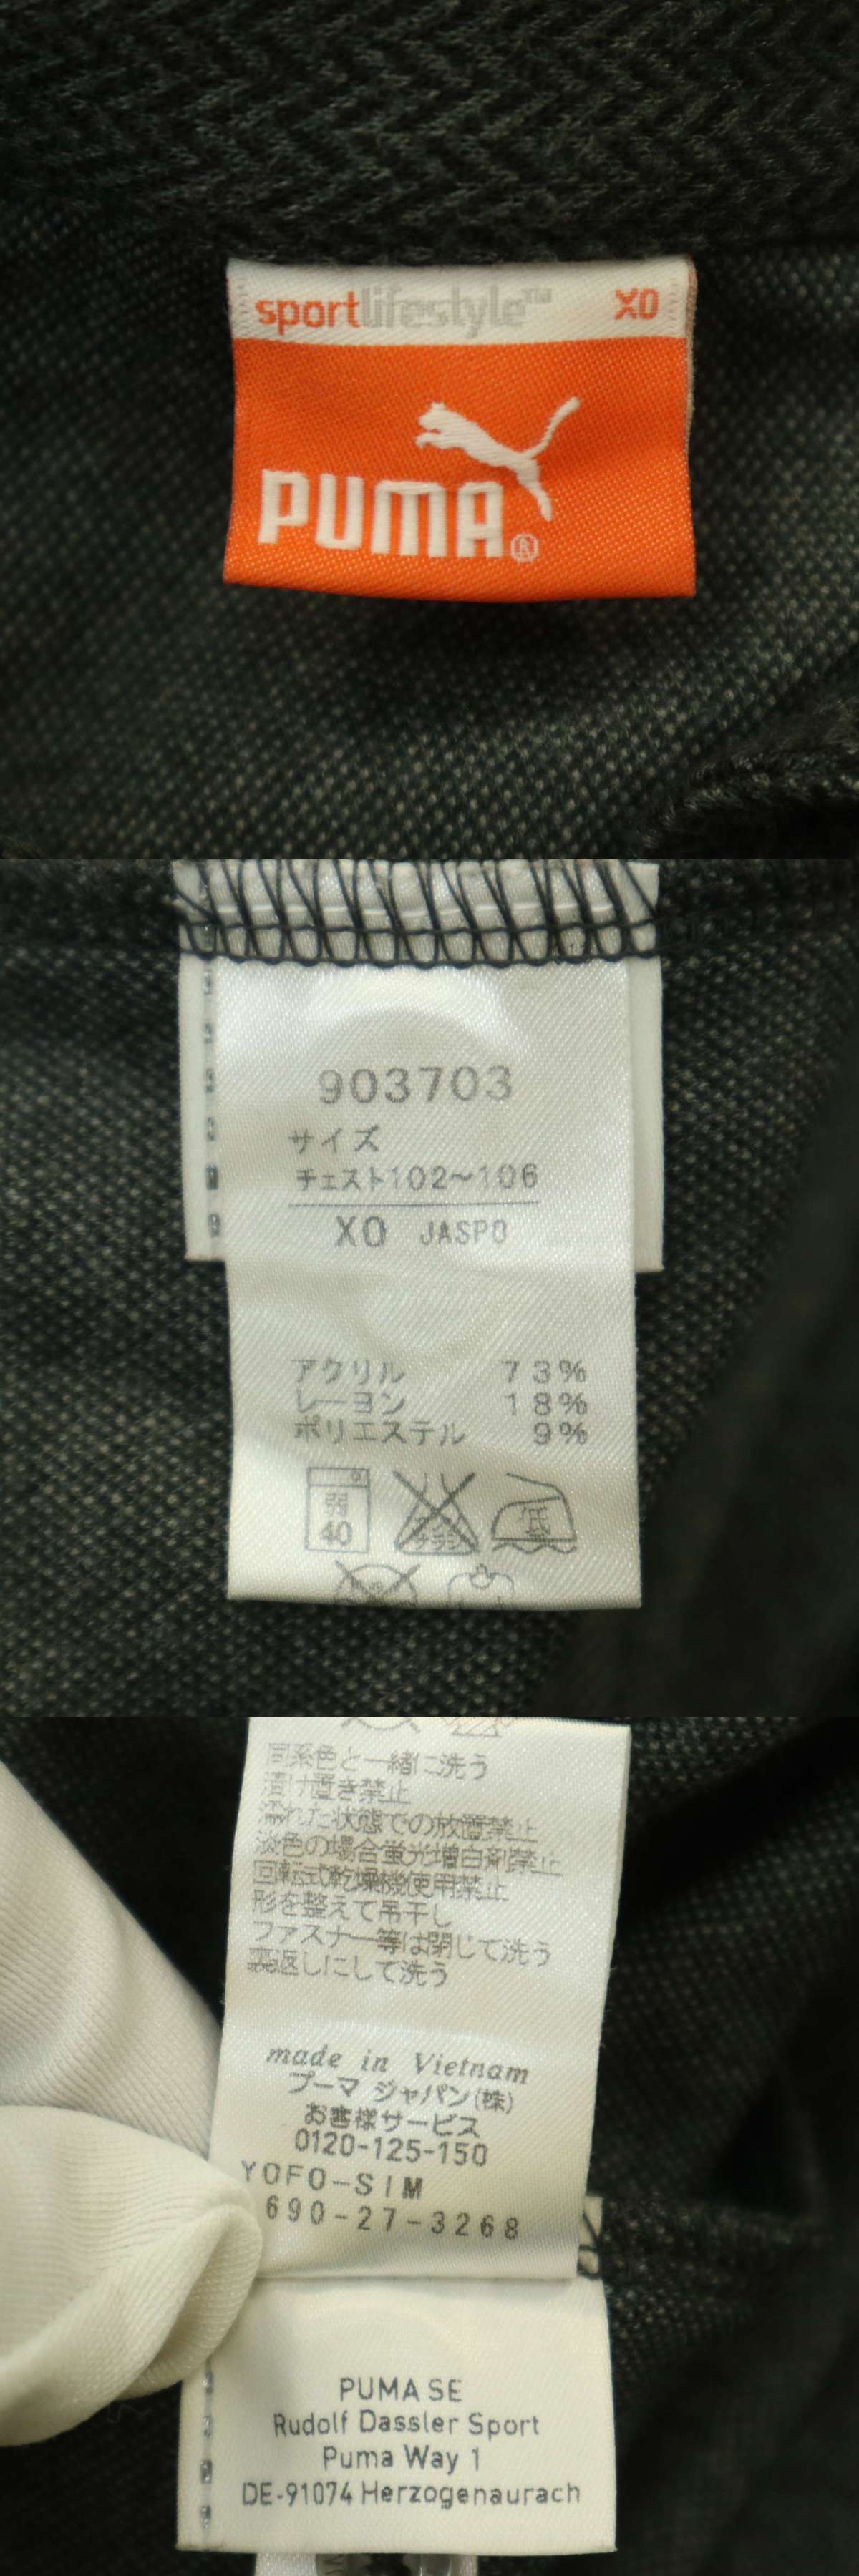 sportlifestyle™ XO
PUMA®
903703
サイズ
チェスト102〜106
XO JASPO
アクリル 73%
レーヨン 18%
ポリエステル 9%
弱
40
低
同系色と一緒に洗う
漬け置き禁止
濡れた状態での放置禁止
淡色の場合蛍光増白剤禁止
回転式乾燥機使用禁止
形を整えて吊干し
ファスナー等は閉じて洗う
裏返しにして洗う
made in Vietnam
プーマ ジャパン(株)
お客様サービス
0120-125-150
YOFO-SIM
690-27-3268
PUMA SE
Rudolf Dassler Sport
Puma Way 1
DE-91074 Herzogenaurach